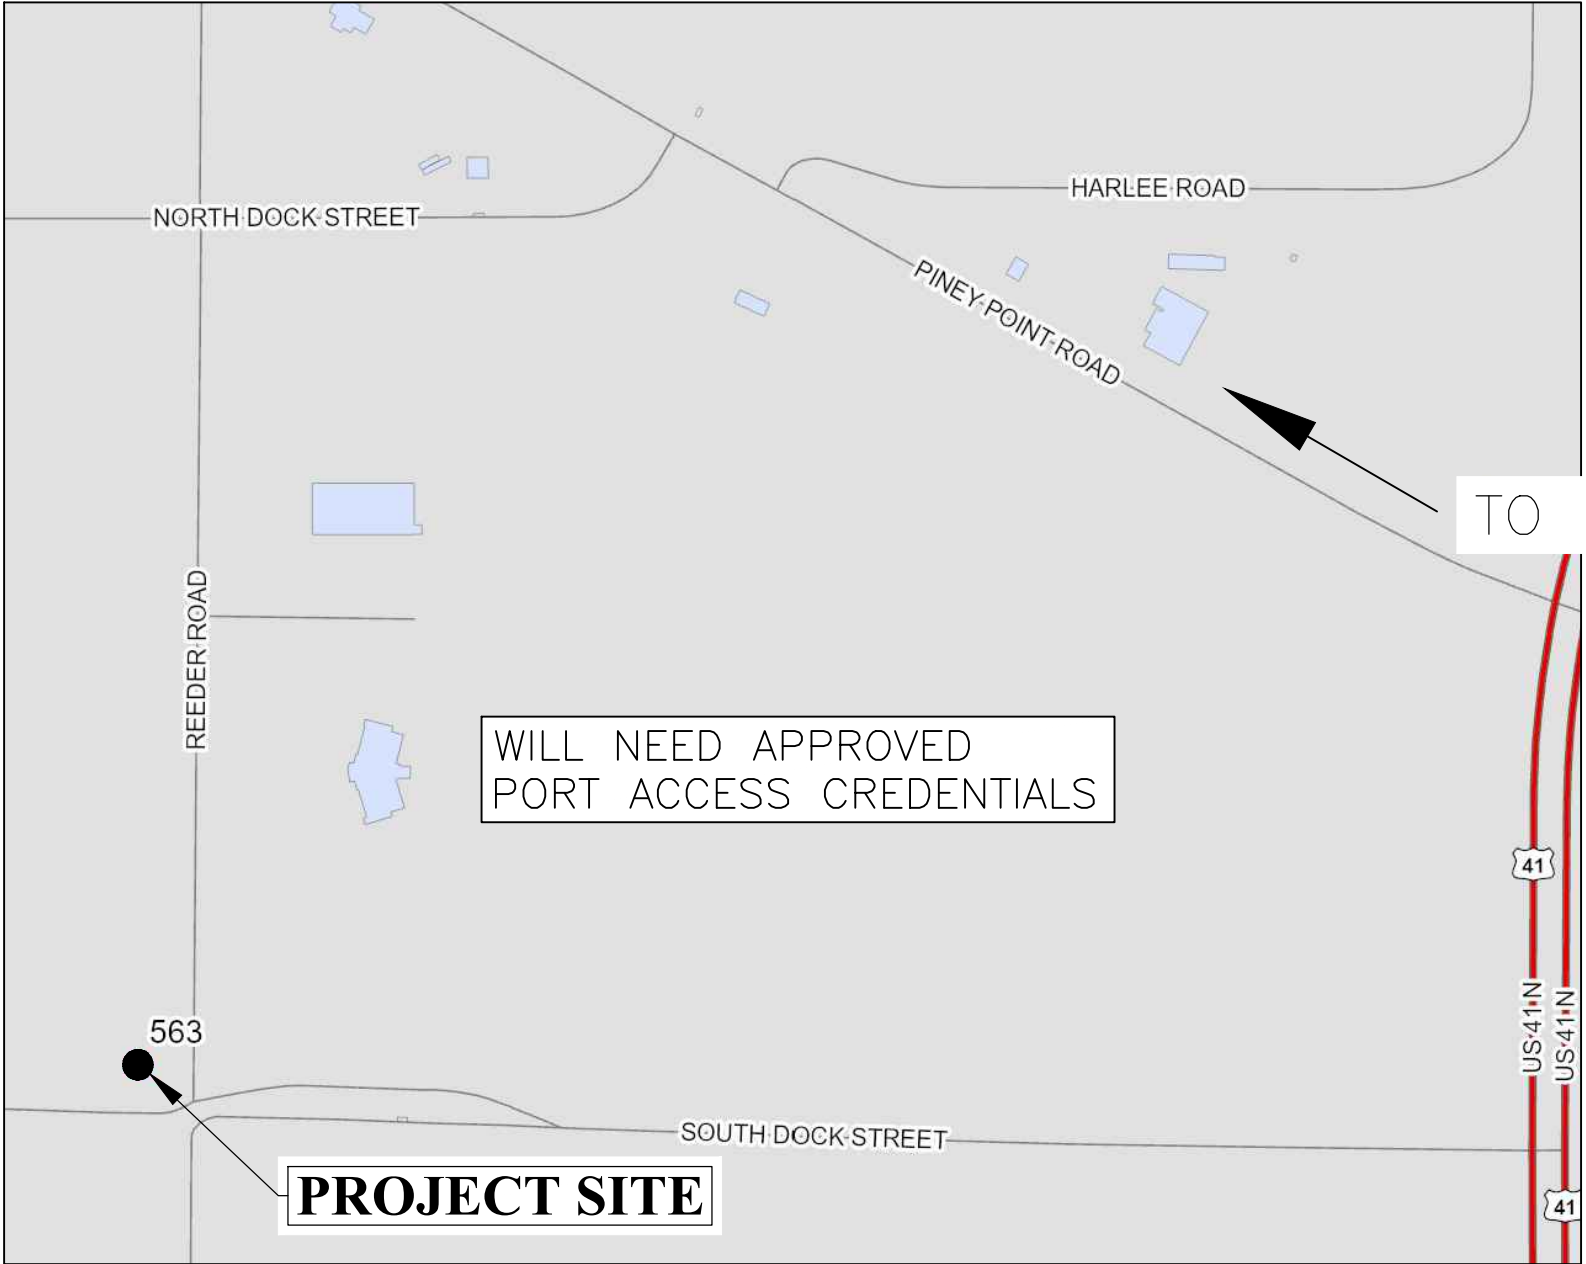 HARLEE ROAD
NORTH DOCK STREET
PINEY POINT ROAD
TO
REEDER ROAD
WILL NEED APPROVED
PORT ACCESS CREDENTIALS
41
US 41 N
US 41 N
563
SOUTH DOCK STREET
PROJECT SITE
41